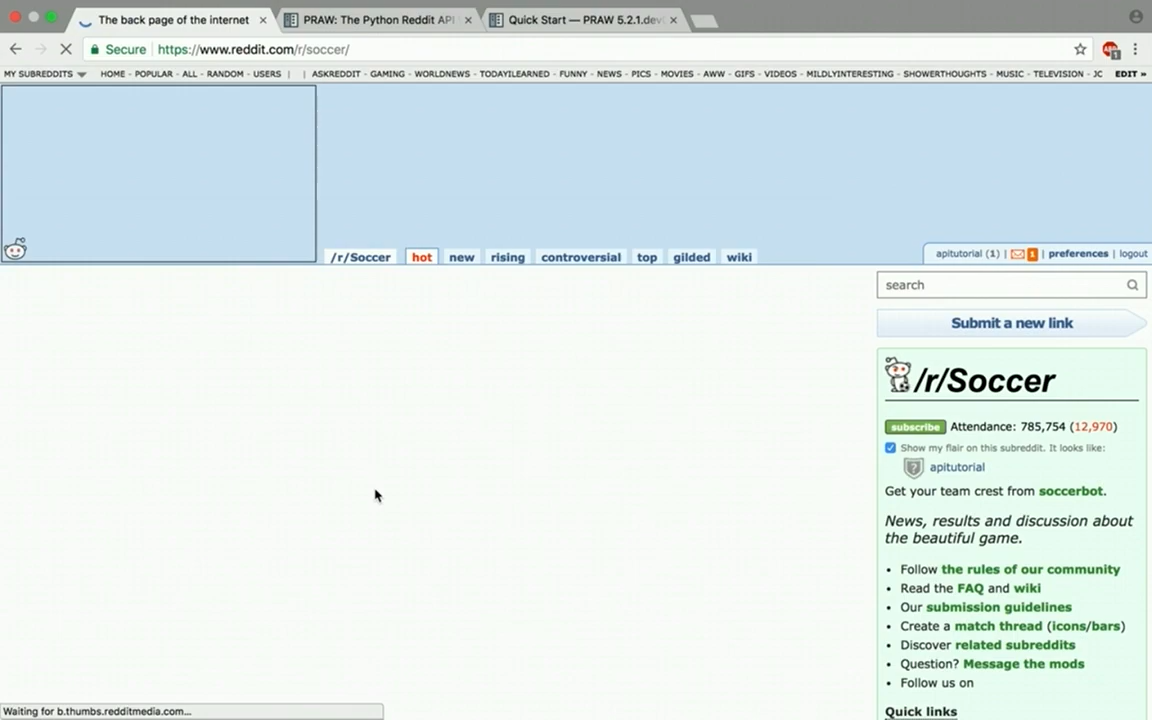 The back page of the internet
PRAW: The Python Reddit API
Quick Start — PRAW 5.2.1.dev
Secure https://www.reddit.com/r/soccer/
ABP 1
MY SUBREDDITS HOME - POPULAR - ALL - RANDOM - USERS | | ASKREDDIT - GAMING - WORLDNEWS - TODAYILEARNED - FUNNY - NEWS - PICS - MOVIES - AWW - GIFS - VIDEOS - MILDLYINTERESTING - SHOWERTHOUGHTS - MUSIC - TELEVISION - JC EDIT »
/r/Soccer hot new rising controversial top gilded wiki
apitutorial (1) | 1 | preferences | logout
search
Submit a new link
/r/Soccer
subscribe Attendance: 785,754 (12,970)
Show my flair on this subreddit. It looks like:
? apitutorial
Get your team crest from soccerbot.
News, results and discussion about
the beautiful game.
• Follow the rules of our community
• Read the FAQ and wiki
• Our submission guidelines
• Create a match thread (icons/bars)
• Discover related subreddits
• Question? Message the mods
• Follow us on
Quick links
Waiting for b.thumbs.redditmedia.com...